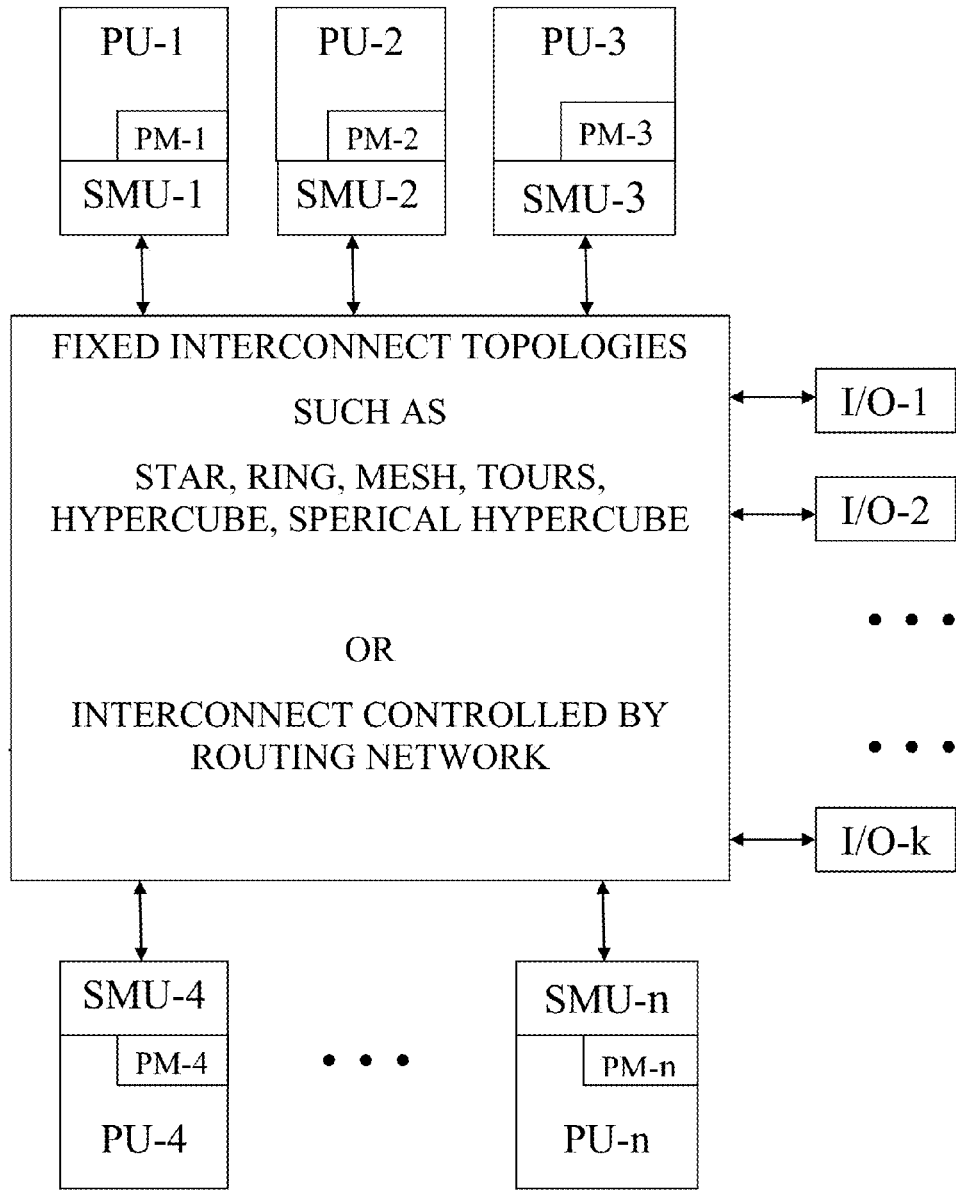 PU-1
PU-2
PU-3
PM-1
PM-2
PM-3
SMU-1
SMU-2
SMU-3
FIXED INTERCONNECT TOPOLOGIES
SUCH AS
STAR, RING, MESH, TOURS,
HYPERCUBE, SPERICAL HYPERCUBE
OR
INTERCONNECT CONTROLLED BY
ROUTING NETWORK
I/O-1
I/O-2
I/O-k
SMU-4
SMU-n
PM-4
PM-n
PU-4
PU-n